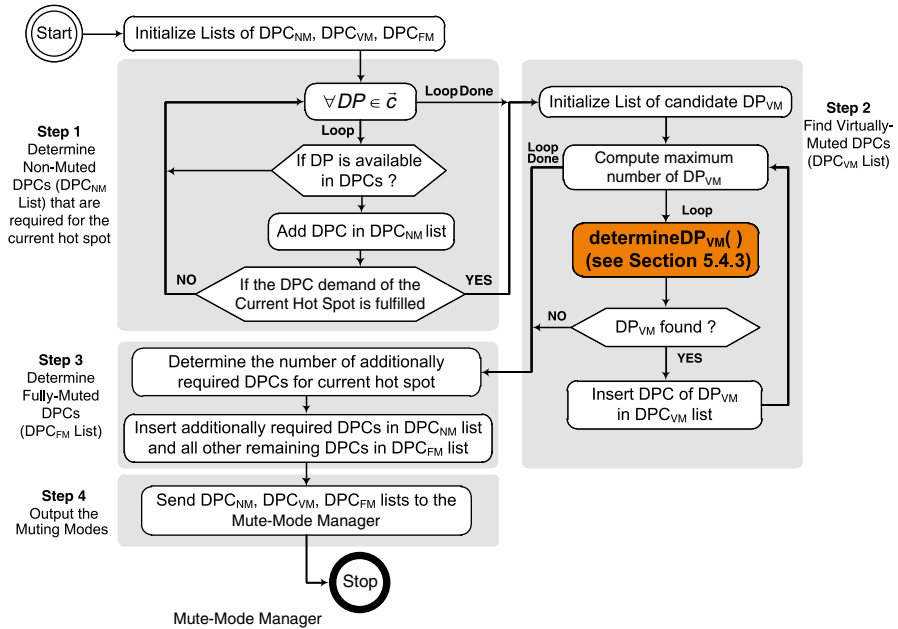 Start
Initialize Lists of DPCNM, DPCVM, DPCFM
Step 1
Determine
Non-Muted
DPCs (DPCNM
List) that are
required for the
current hot spot
∀DP ∈ c⃗
Loop Done
Loop
If DP is available
in DPCs ?
Add DPC in DPCNM list
NO
If the DPC demand of the
Current Hot Spot is fulfilled
YES
Step 2
Find Virtually-
Muted DPCs
(DPCVM List)
Initialize List of candidate DPVM
Loop
Done
Compute maximum
number of DPVM
Loop
determineDPVM( )
(see Section 5.4.3)
NO
DPVM found ?
YES
Insert DPC of DPVM
in DPCVM list
Step 3
Determine
Fully-Muted
DPCs
(DPCFM List)
Determine the number of additionally
required DPCs for current hot spot
Insert additionally required DPCs in DPCNM list
and all other remaining DPCs in DPCFM list
Step 4
Output the
Muting Modes
Send DPCNM, DPCVM, DPCFM lists to the
Mute-Mode Manager
Stop
Mute-Mode Manager